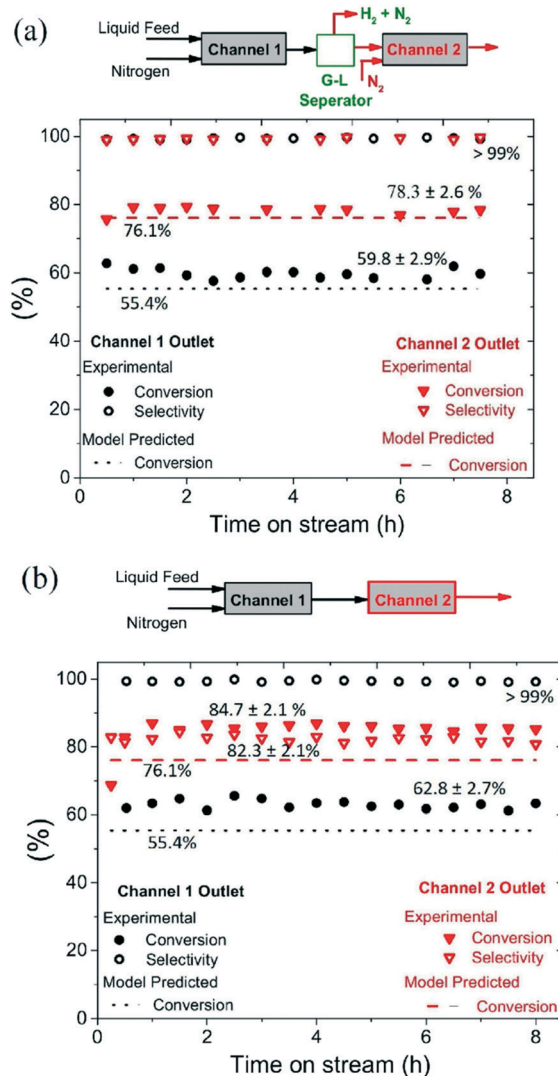 (a)
H2 + N2
Liquid Feed
Channel 1
Channel 2
Nitrogen
G-L
N2
Seperator
100
80
60
40
20
0
(%)
> 99%
78.3 ± 2.6 %
76.1%
59.8 ± 2.9%
55.4%
Channel 1 Outlet
Experimental
Conversion
Selectivity
Model Predicted
Conversion
Channel 2 Outlet
Experimental
Conversion
Selectivity
Model Predicted
Conversion
0 2 4 6 8
Time on stream (h)
(b)
Liquid Feed
Channel 1
Channel 2
Nitrogen
100
80
60
40
20
0
(%)
> 99%
84.7 ± 2.1 %
82.3 ± 2.1%
76.1%
62.8 ± 2.7%
55.4%
Channel 1 Outlet
Experimental
Conversion
Selectivity
Model Predicted
Conversion
Channel 2 Outlet
Experimental
Conversion
Selectivity
Model Predicted
Conversion
0 1 2 3 4 5 6 7 8
Time on stream (h)